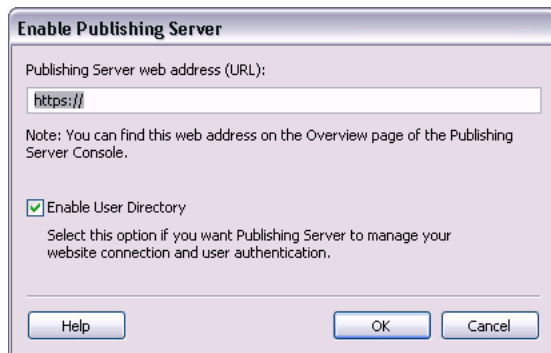 Enable Publishing Server
Publishing Server web address (URL):
https://
Note: You can find this web address on the Overview page of the Publishing
Server Console.
Enable User Directory
Select this option if you want Publishing Server to manage your
website connection and user authentication.
Help
OK
Cancel